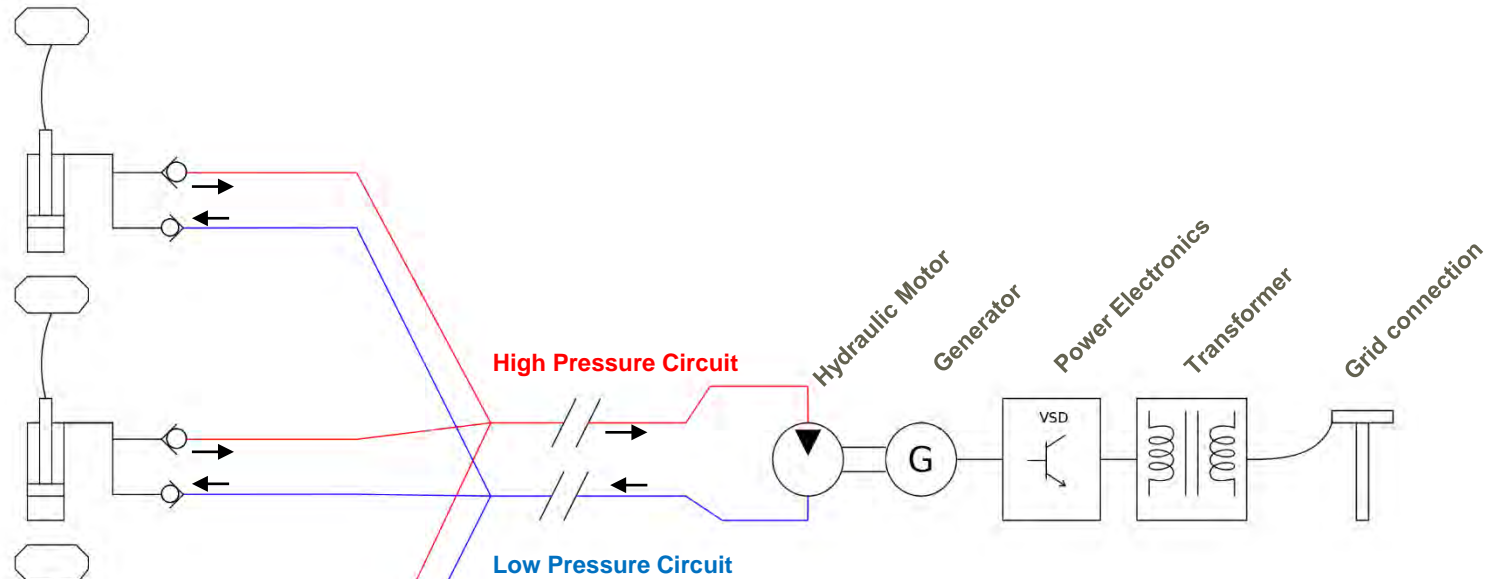 High Pressure Circuit
Low Pressure Circuit
Hydraulic Motor
Generator
Power Electronics
Transformer
Grid connection
G
VSD